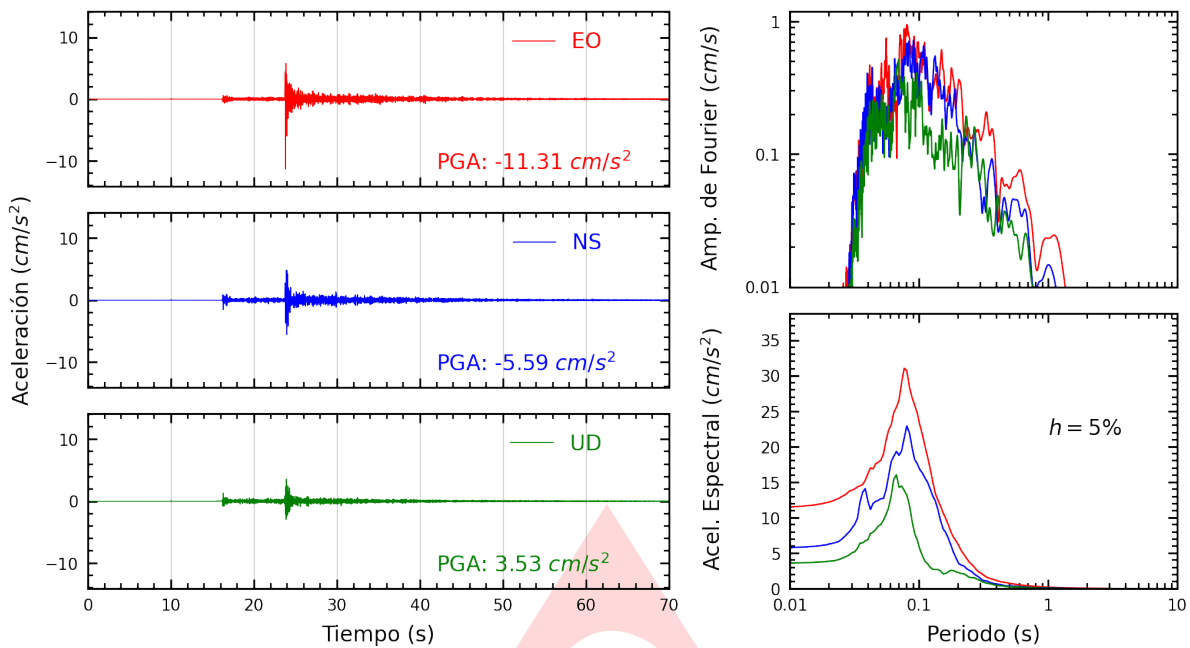 Aceleración (cm/s²)
10
0
−10
EO
PGA: -11.31 cm/s²
10
0
−10
NS
PGA: -5.59 cm/s²
10
0
−10
UD
PGA: 3.53 cm/s²
0 10 20 30 40 50 60 70
Tiempo (s)
Amp. de Fourier (cm/s)
1
0.1
0.01
Acel. Espectral (cm/s²)
35
30
25
20
15
10
5
0
h = 5%
0.01 0.1 1 10
Periodo (s)